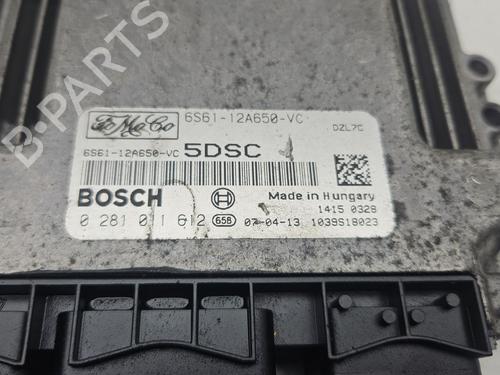 FoMoCo 6S61-12A650-VC
DZL7C
6S61-12A650-VC 5DSC
BOSCH Made in Hungary
1415 0328
0 281 011 612 658 07-04-13 1039S18023
B-PARTS